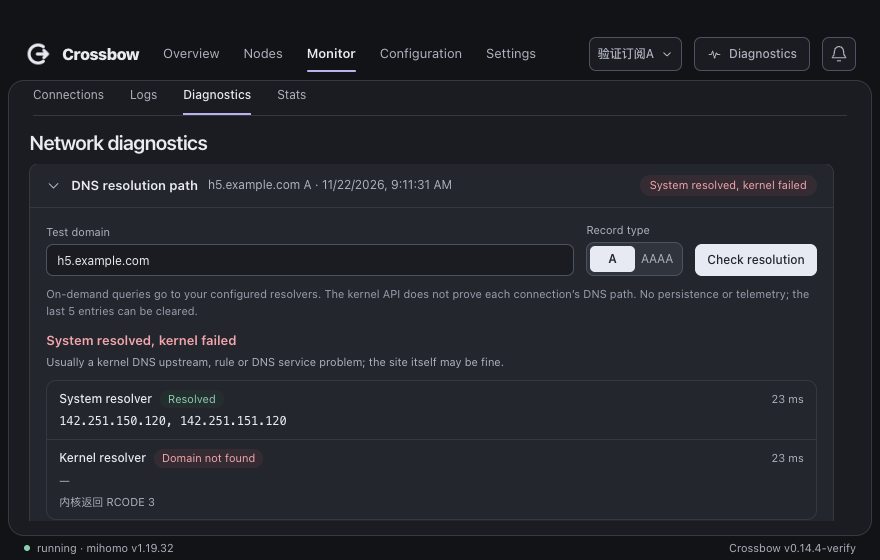 Crossbow
Overview
Nodes
Monitor
Configuration
Settings
验证订阅A
Diagnostics
Connections
Logs
Diagnostics
Stats
Network diagnostics
DNS resolution path h5.example.com A · 11/22/2026, 9:11:31 AM
System resolved, kernel failed
Test domain
Record type
h5.example.com
A
AAAA
Check resolution
On-demand queries go to your configured resolvers. The kernel API does not prove each connection's DNS path. No persistence or telemetry; the
last 5 entries can be cleared.
System resolved, kernel failed
Usually a kernel DNS upstream, rule or DNS service problem; the site itself may be fine.
System resolver Resolved 23 ms
142.251.150.120, 142.251.151.120
Kernel resolver Domain not found 23 ms
—
内核返回 RCODE 3
running · mihomo v1.19.32
Crossbow v0.14.4-verify